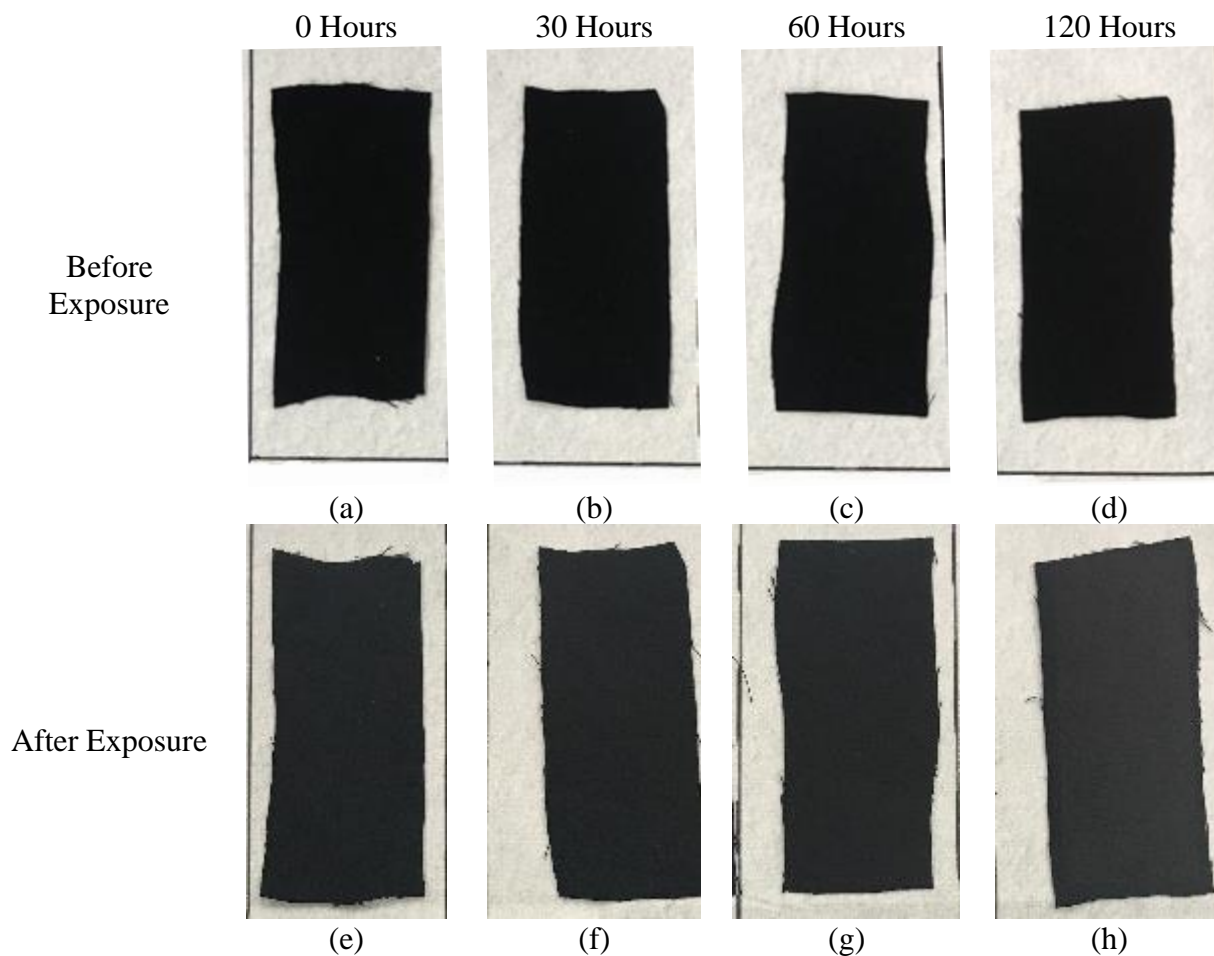 0 Hours 30 Hours 60 Hours 120 Hours
Before
Exposure
(a) (b) (c) (d)
After Exposure
(e) (f) (g) (h)